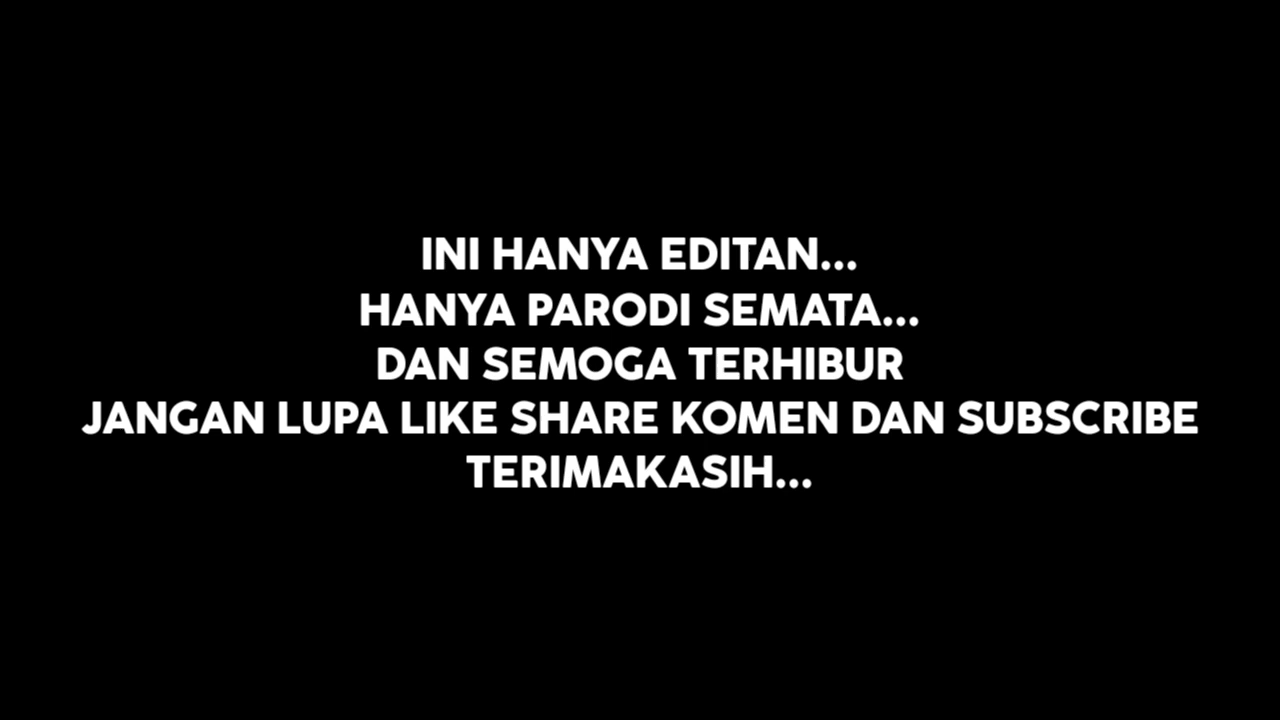 INI HANYA EDITAN...
HANYA PARODI SEMATA...
DAN SEMOGA TERHIBUR
JANGAN LUPA LIKE SHARE KOMEN DAN SUBSCRIBE
TERIMAKASIH...